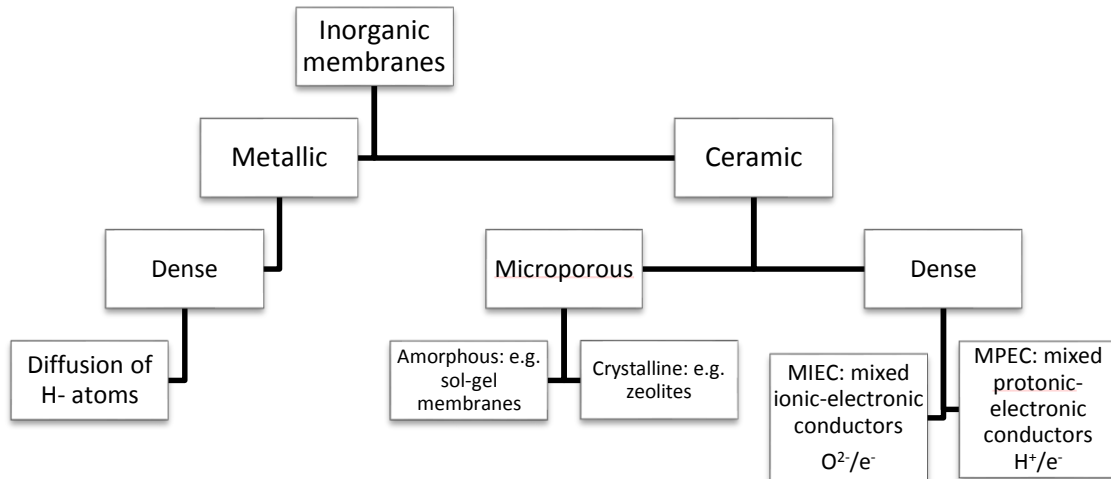 Inorganic
membranes
Metallic
Ceramic
Dense
Microporous
Dense
Diffusion of
H- atoms
Amorphous: e.g.
sol-gel
membranes
Crystalline: e.g.
zeolites
MIEC: mixed
ionic-electronic
conductors
O²⁻/e⁻
MPEC: mixed
protonic-
electronic
conductors
H⁺/e⁻